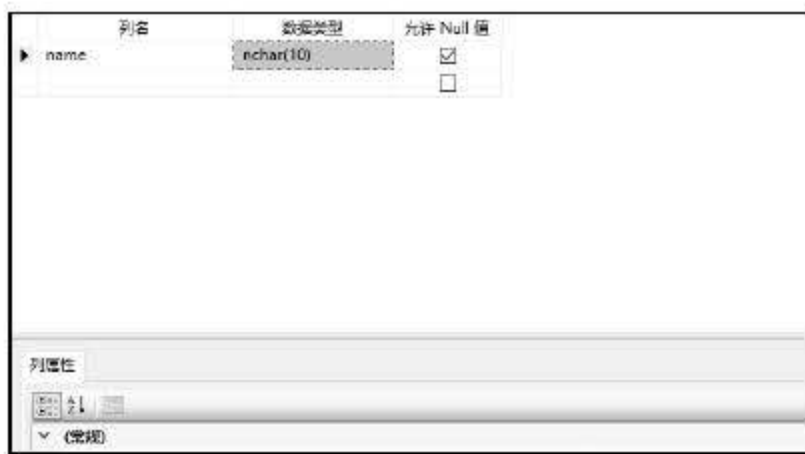 列名 数据类型 允许 Null 值
name nchar(10)
列属性
(常规)